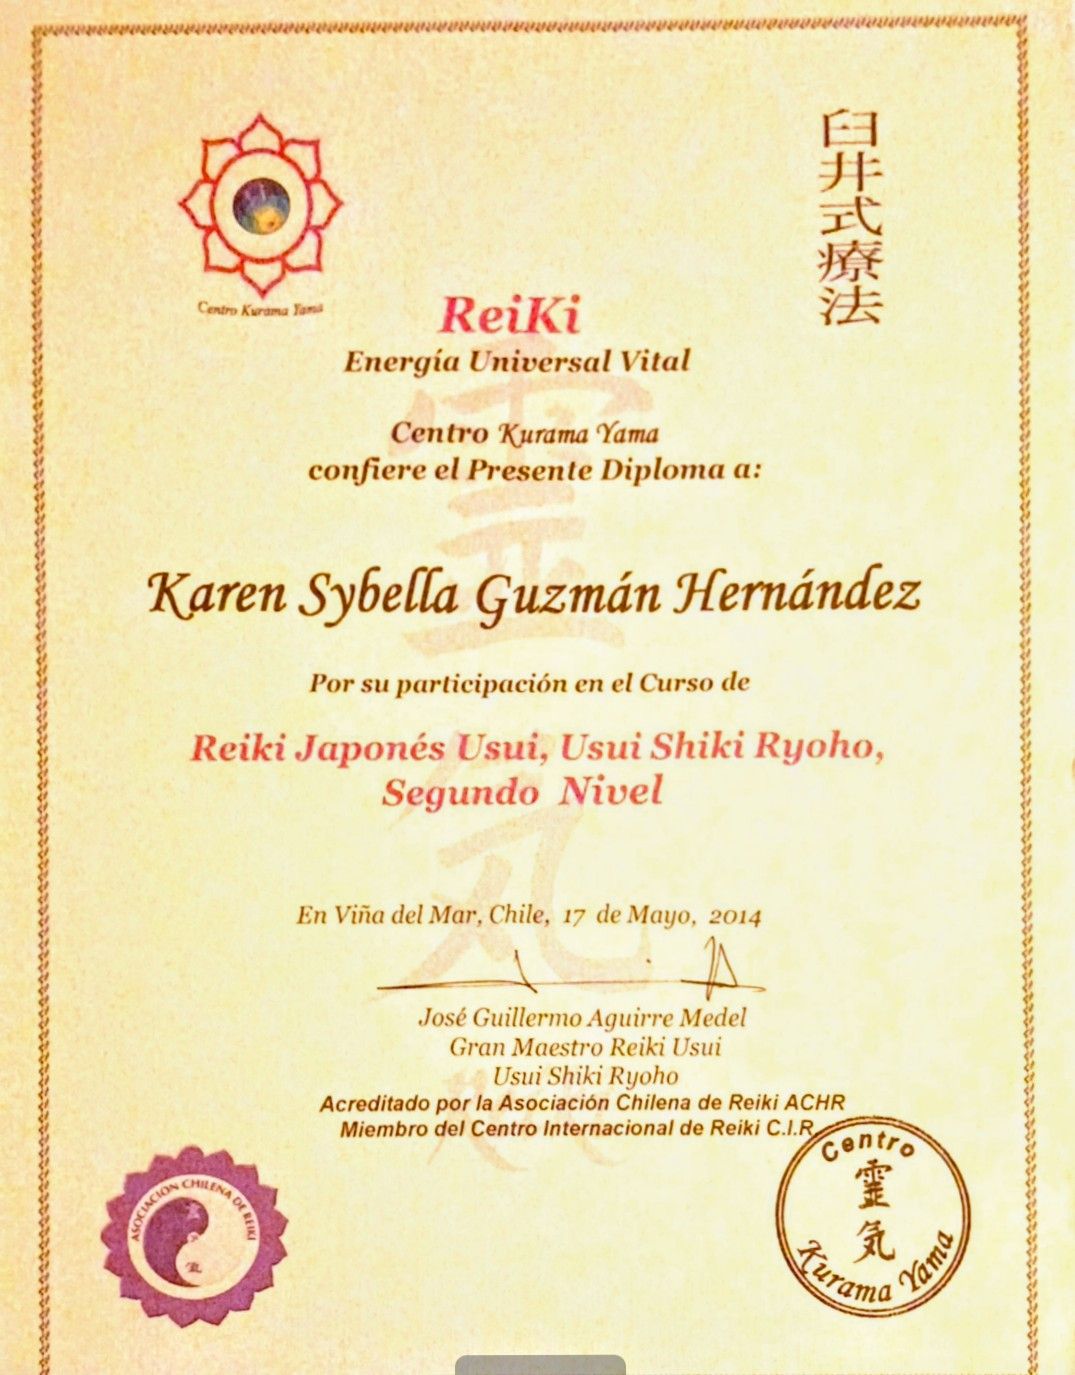 Centro Kurama Yama
臼井式療法
ReiKi
Energía Universal Vital
Centro Kurama Yama
confiere el Presente Diploma a:
Karen Sybella Guzmán Hernández
Por su participación en el Curso de
Reiki Japonés Usui, Usui Shiki Ryoho,
Segundo Nivel
En Viña del Mar, Chile, 17 de Mayo, 2014
José Guillermo Aguirre Medel
Gran Maestro Reiki Usui
Usui Shiki Ryoho
Acreditado por la Asociación Chilena de Reiki ACHR
Miembro del Centro Internacional de Reiki C.I.R.
ASOCIACION CHILENA DE REIKI
Centro
靈
気
Kurama Yama